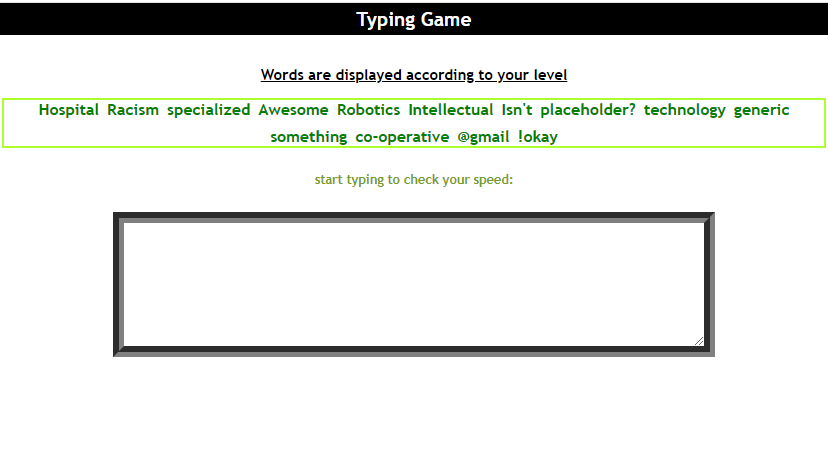 Typing Game
Words are displayed according to your level
Hospital Racism specialized Awesome Robotics Intellectual Isn't placeholder? technology generic
something co-operative @gmail !okay
start typing to check your speed: